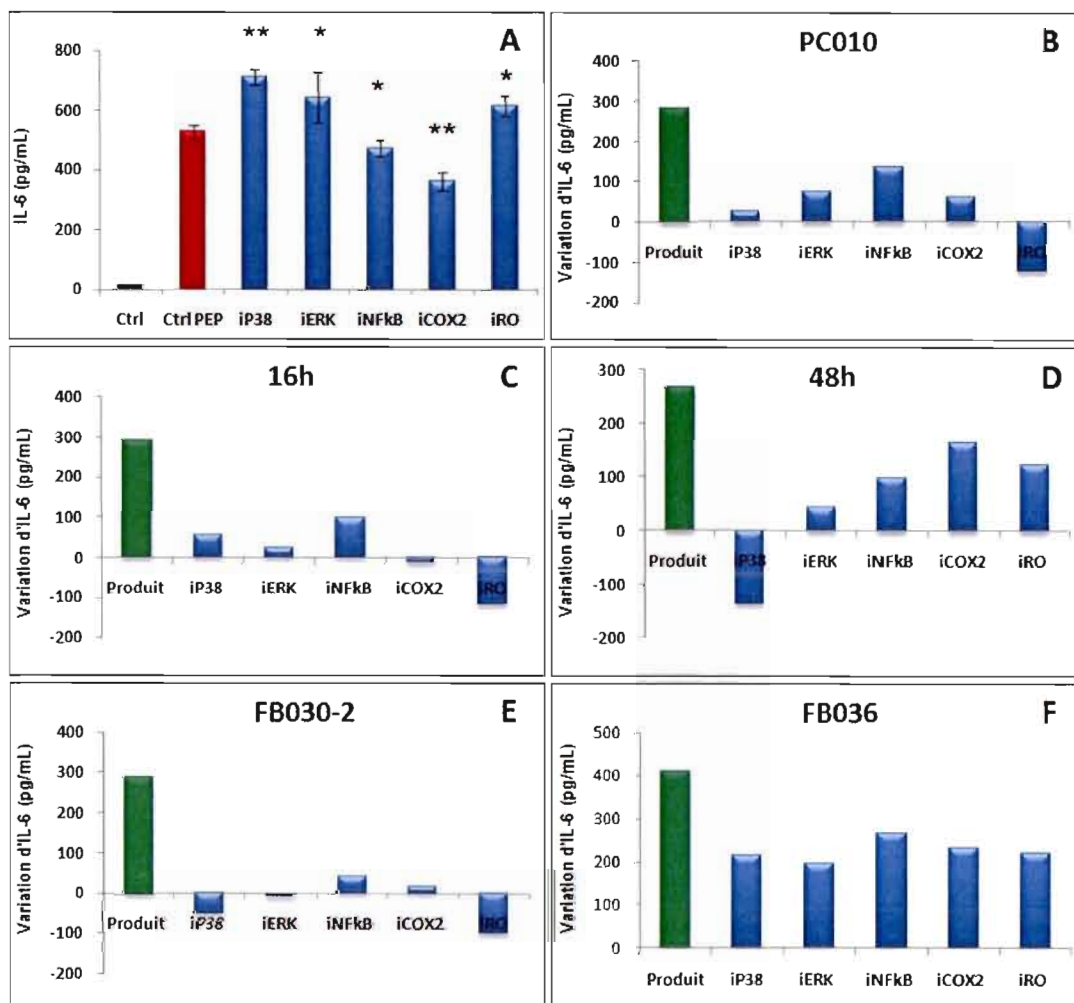 A
** * * ** *
IL-6 (pg/mL)
800
600
400
200
0
Ctrl Ctrl PEP iP38 iERK iNFkB iCOX2 iRO
PC010 B
Variation d'IL-6 (pg/mL)
400
300
200
100
0
-100
-200
Produit iP38 iERK iNFkB iCOX2 iRO
16h C
Variation d'IL-6 (pg/mL)
400
300
200
100
0
-100
-200
Produit iP38 iERK iNFkB iCOX2 iRO
48h D
Variation d'IL-6 (pg/mL)
300
200
100
0
-100
-200
Produit iP38 iERK iNFkB iCOX2 iRO
FB030-2 E
Variation d'IL-6 (pg/mL)
400
300
200
100
0
-100
-200
Produit iP38 iERK iNFkB iCOX2 iRO
FB036 F
Variation d'IL-6 (pg/mL)
500
400
300
200
100
0
Produit iP38 iERK iNFkB iCOX2 iRO